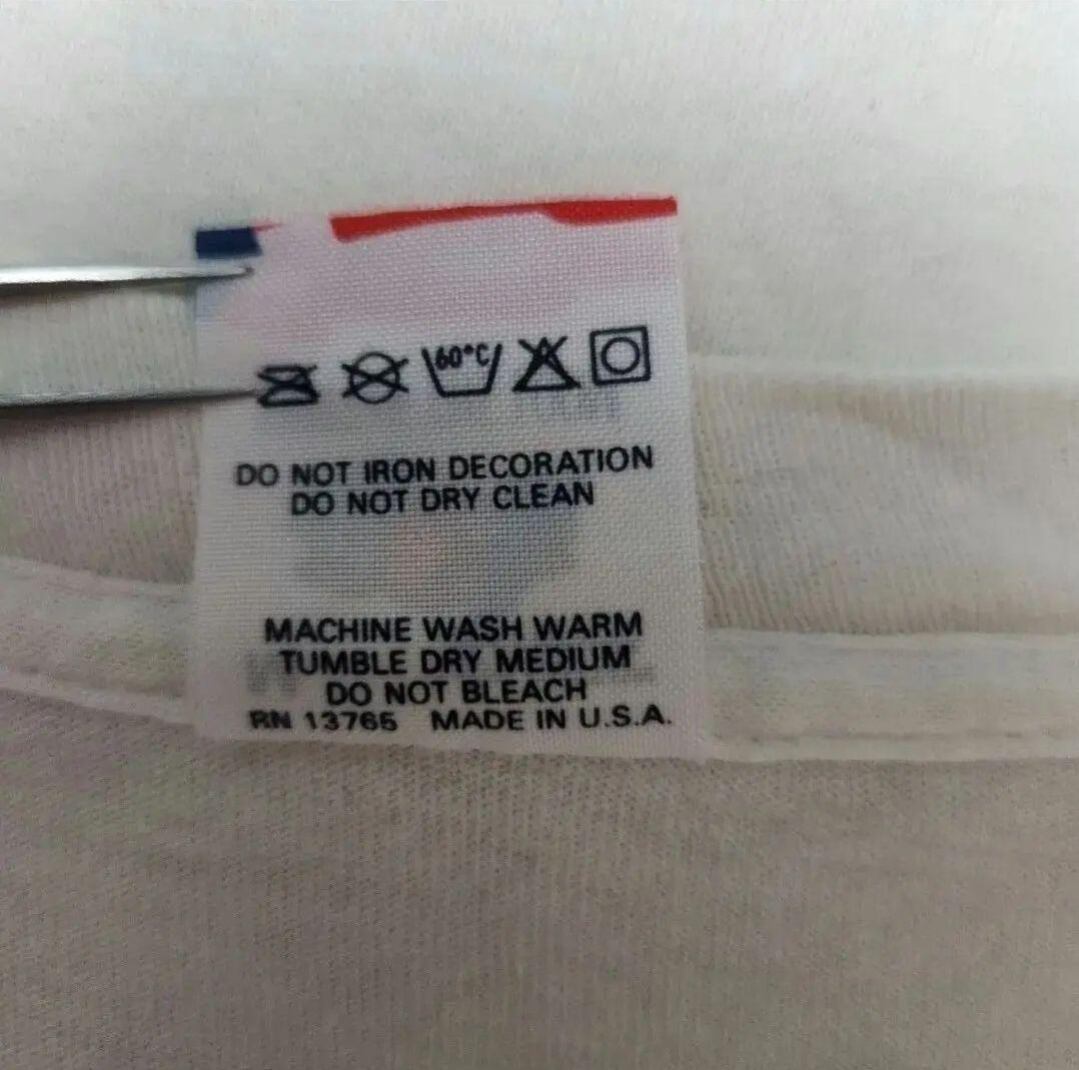 60°C
DO NOT IRON DECORATION
DO NOT DRY CLEAN
MACHINE WASH WARM
TUMBLE DRY MEDIUM
DO NOT BLEACH
RN 13765 MADE IN U.S.A.